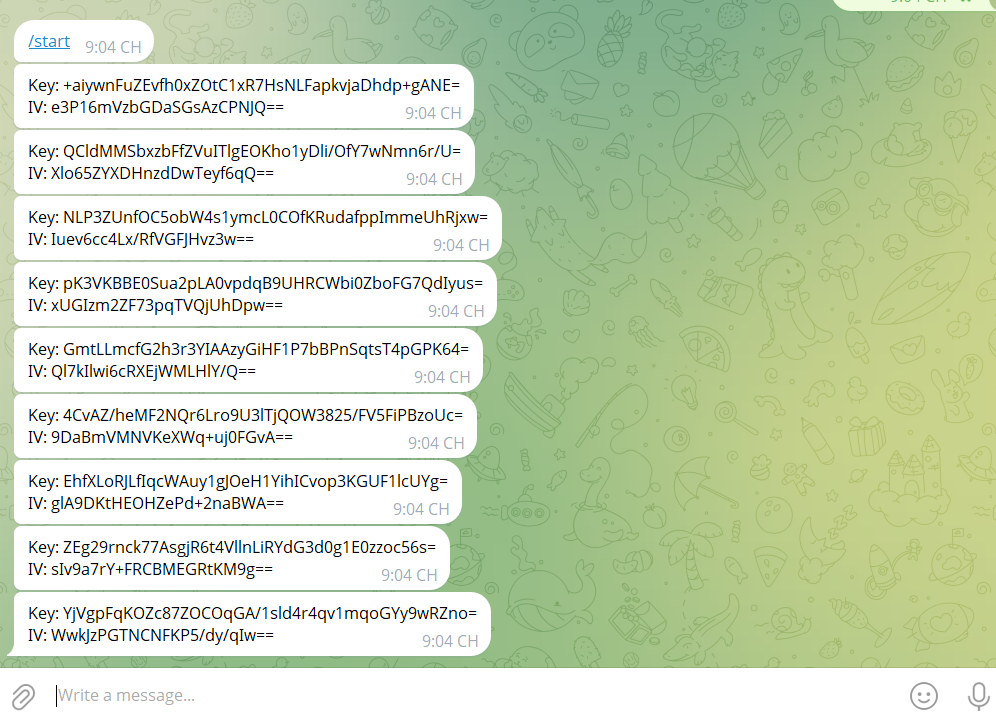 9:04 CH
/start 9:04 CH
Key: +aiywnFuZEvfh0xZOtC1xR7HsNLFapkvjaDhdp+gANE=
IV: e3P16mVzbGDaSGsAzCPNJQ==
9:04 CH
Key: QCldMMSbxzbFfZVuITlgEOKho1yDli/OfY7wNmn6r/U=
IV: Xlo65ZYXDHnzdDwTeyf6qQ==
9:04 CH
Key: NLP3ZUnfOC5obW4s1ymcL0COfKRudafppImmeUhRjxw=
IV: Iuev6cc4Lx/RfVGFJHvz3w==
9:04 CH
Key: pK3VKBBE0Sua2pLA0vpdqB9UHRCWbi0ZboFG7QdIyus=
IV: xUGIzm2ZF73pqTVQjUhDpw==
9:04 CH
Key: GmtLLmcfG2h3r3YIAAzyGiHF1P7bBPnSqtsT4pGPK64=
IV: Ql7kIlwi6cRXEjWMLHlY/Q==
9:04 CH
Key: 4CvAZ/heMF2NQr6Lro9U3lTjQOW3825/FV5FiPBzoUc=
IV: 9DaBmVMNVKeXWq+uj0FGvA==
9:04 CH
Key: EhfXLoRJLfIqcWAuy1gJOeH1YihICvop3KGUF1lcUYg=
IV: glA9DKtHEOHZePd+2naBWA==
9:04 CH
Key: ZEg29rnck77AsgjR6t4VllnLiRYdG3d0g1E0zzoc56s=
IV: sIv9a7rY+FRCBMEGRtKM9g==
9:04 CH
Key: YjVgpFqKOZc87ZOCOqGA/1sld4r4qv1mqoGYy9wRZno=
IV: WwkJzPGTNCNFKP5/dy/qIw==
9:04 CH
Write a message...